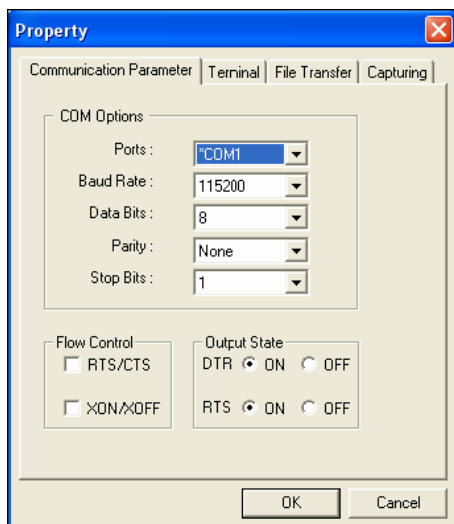 Property
Communication Parameter Terninal File Transfer Capturing
COM Options
Ports : *COM1
Baud Rate : 115200
Data Bits : 8
Parity : None
Stop Bits : 1
Flow Control
RTS/CTS
XON/XOFF
Output State
DTR ON OFF
RTS ON OFF
OK Cancel